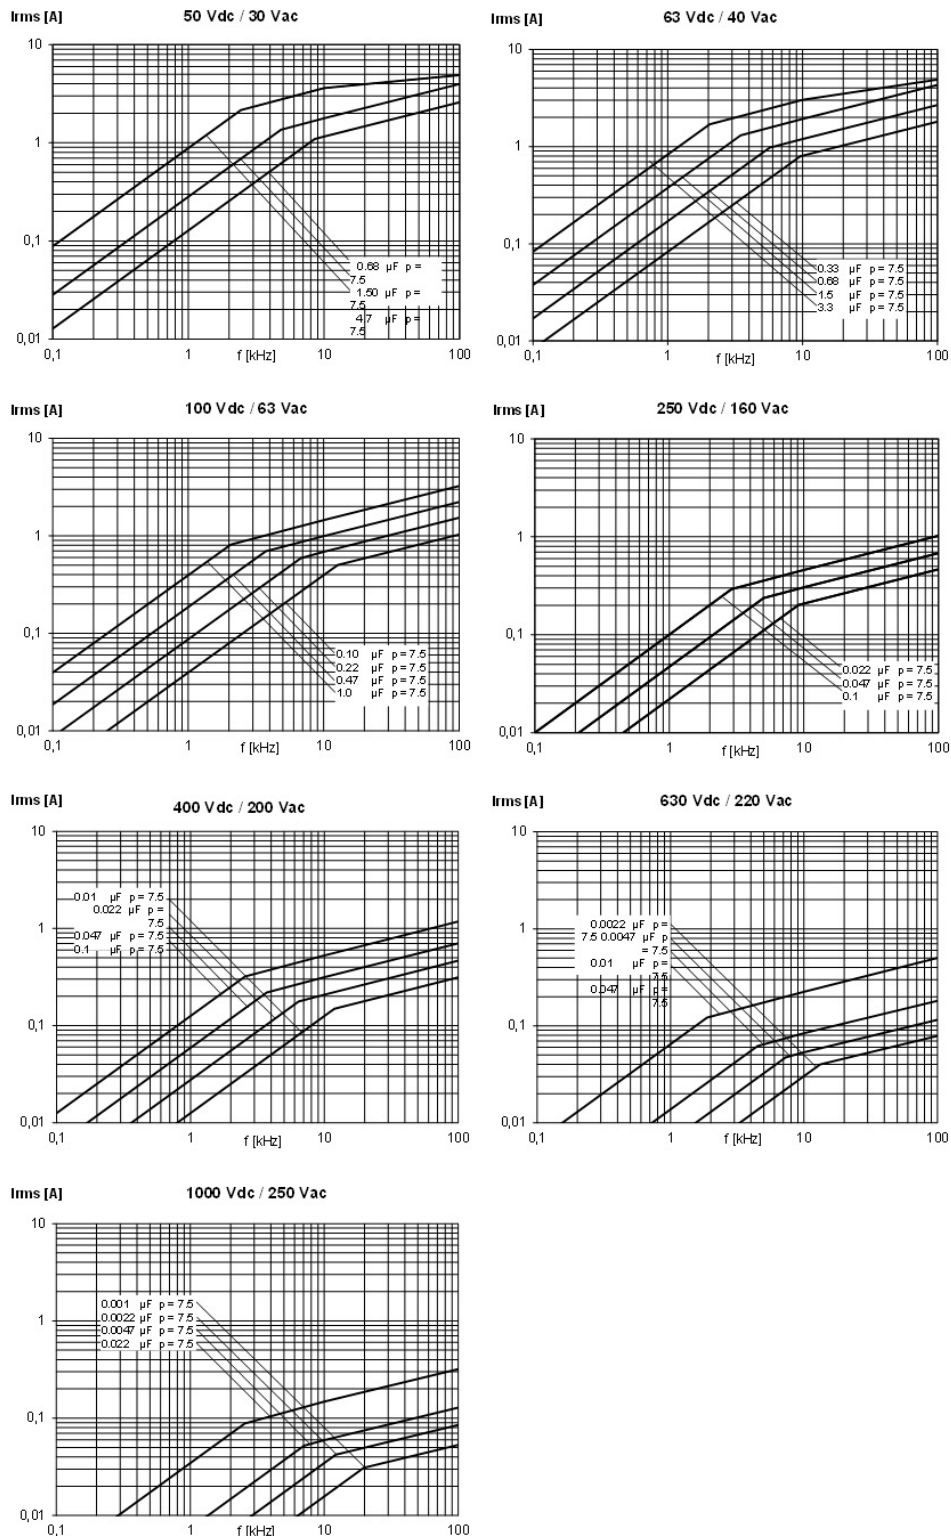 Irms [A]
50 Vdc / 30 Vac
10
1
0,1
0,01
0.68 µF p =
7.5
1.50 µF p =
7.5
4.7 µF p =
7.5
0,1
1
f [kHz]
10
100
63 Vdc / 40 Vac
Irms [A]
10
1
0,1
0,01
0.33 µF p = 7.5
0.68 µF p = 7.5
1.5 µF p = 7.5
3.3 µF p = 7.5
0,1
1
f [kHz]
10
100
Irms [A]
100 Vdc / 63 Vac
10
1
0,1
0,01
0.10 µF p = 7.5
0.22 µF p = 7.5
0.47 µF p = 7.5
1.0 µF p = 7.5
0,1
1
f [kHz]
10
100
Irms [A]
250 Vdc / 160 Vac
10
1
0,1
0,01
0.022 µF p = 7.5
0.047 µF p = 7.5
0.1 µF p = 7.5
0,1
1
f [kHz]
10
100
Irms [A]
400 Vdc / 200 Vac
10
1
0,1
0,01
0.01 µF p = 7.5
0.022 µF p =
7.5
0.047 µF p = 7.5
0.1 µF p = 7.5
0,1
1
f [kHz]
10
100
Irms [A]
630 Vdc / 220 Vac
10
1
0,1
0,01
0.0022 µF p =
7.5 0.0047 µF p
= 7.5
0.01 µF p =
7.5
0.047 µF p =
7.5
0,1
1
f [kHz]
10
100
Irms [A]
1000 Vdc / 250 Vac
10
1
0,1
0,01
0.001 µF p = 7.5
0.0022 µF p = 7.5
0.0047 µF p = 7.5
0.022 µF p = 7.5
0,1
1
f [kHz]
10
100